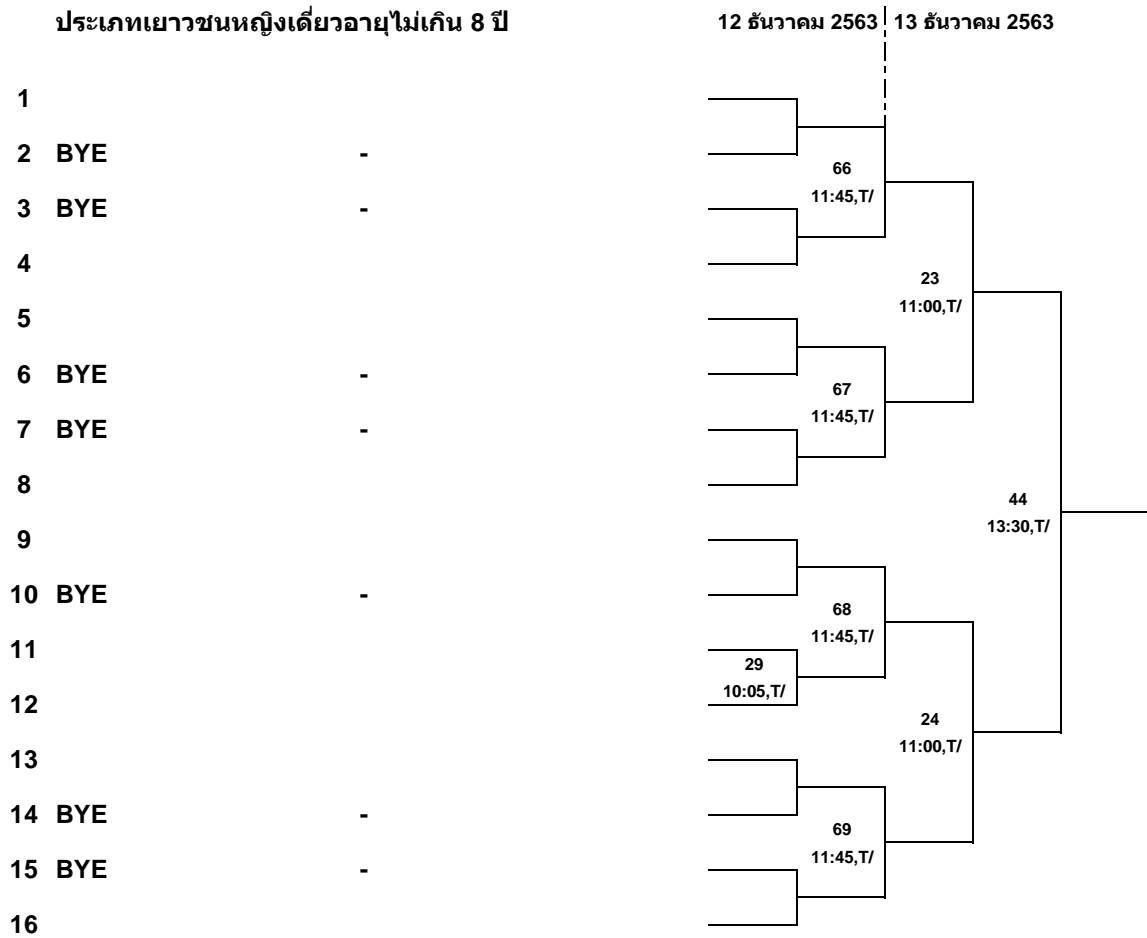 ประเภทเยาวชนหญิงเดี่ยวอายุไม่เกิน 8 ปี 12 ธันวาคม 2563 13 ธันวาคม 2563
1
2 BYE -
66
3 BYE - 11:45,T/
4
23
5 11:00,T/
6 BYE -
67
7 BYE - 11:45,T/
8
44
9 13:30,T/
10 BYE -
68
11 11:45,T/
29
12 10:05,T/
24
13 11:00,T/
14 BYE -
69
15 BYE - 11:45,T/
16